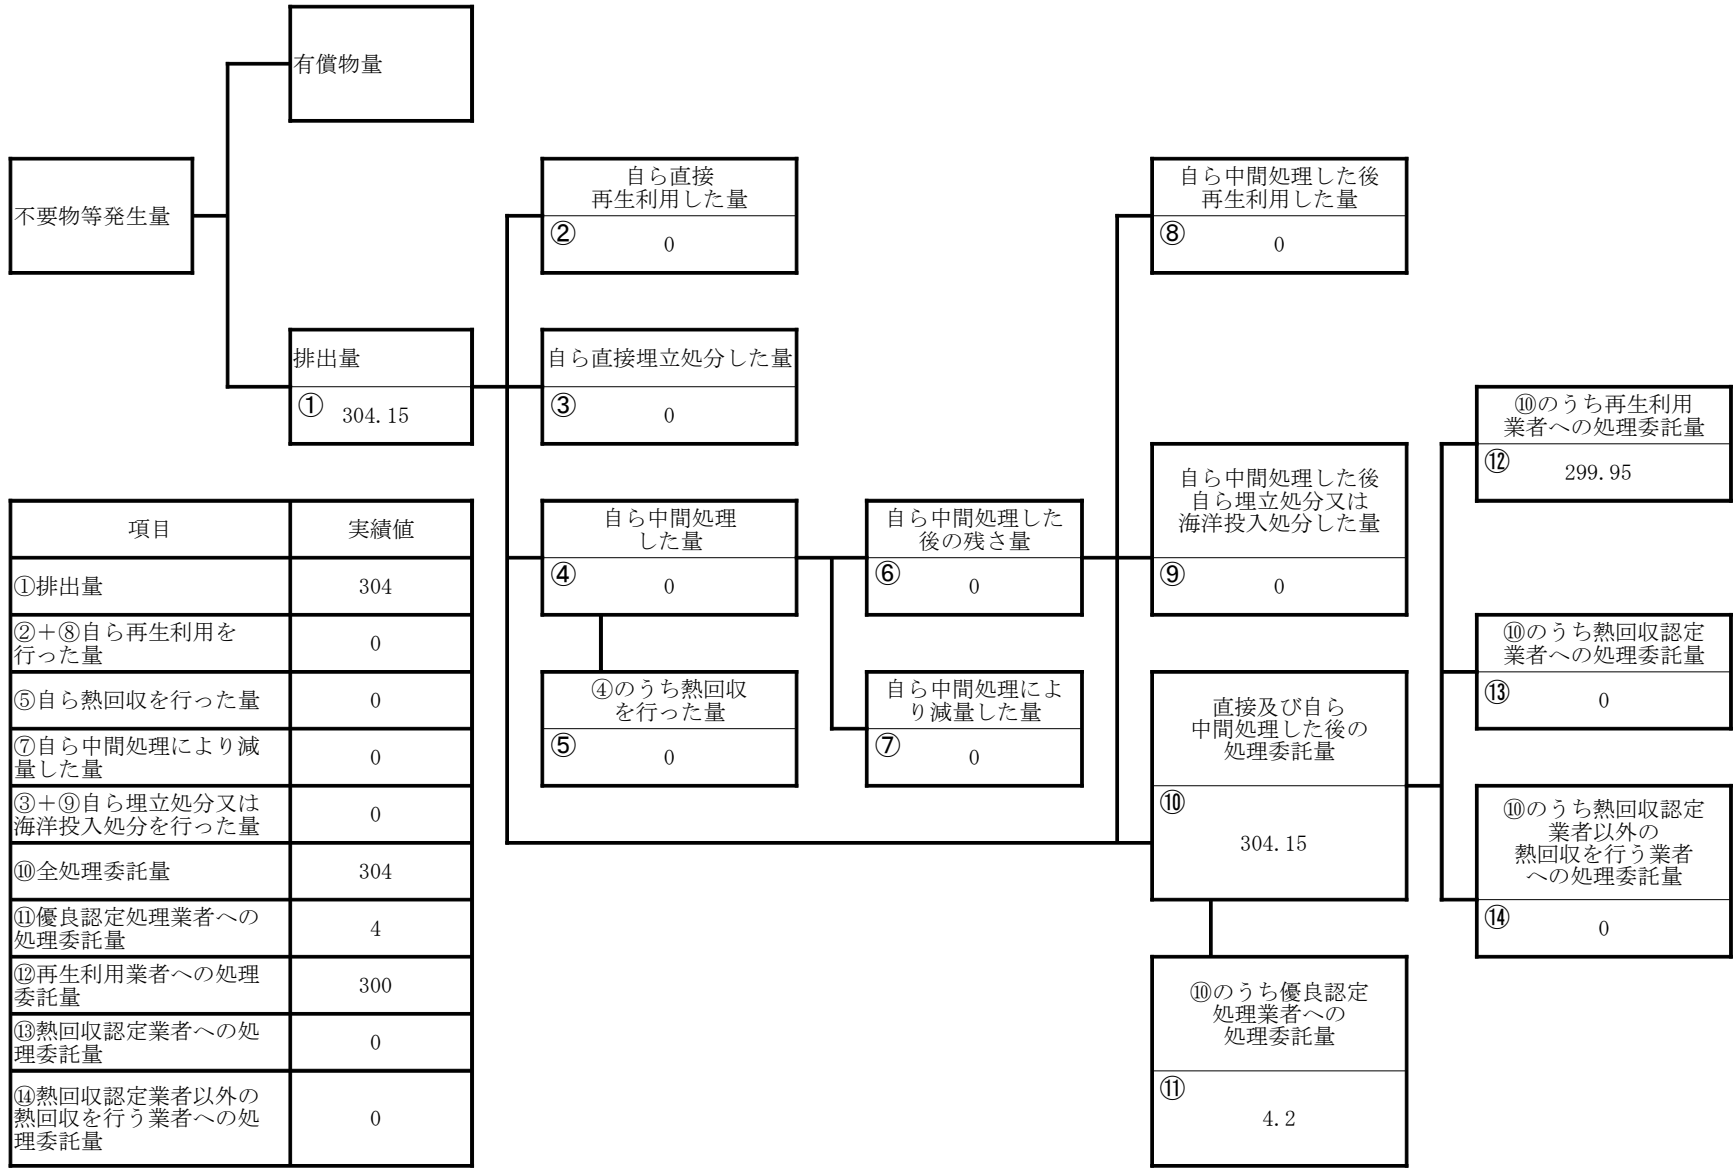 有償物量
不要物等発生量
自ら直接
再生利用した量
②
0
自ら中間処理した後
再生利用した量
⑧
0
排出量
①
304.15
自ら直接埋立処分した量
③
0
⑩のうち再生利用
業者への処理委託量
⑫
299.95
自ら中間処理した後
自ら埋立処分又は
海洋投入処分した量
⑨
0
自ら中間処理
した量
④
0
自ら中間処理した
後の残さ量
⑥
0
⑩のうち熱回収認定
業者への処理委託量
⑬
0
④のうち熱回収
を行った量
⑤
0
自ら中間処理によ
り減量した量
⑦
0
直接及び自ら
中間処理した後の
処理委託量
⑩
304.15
⑩のうち熱回収認定
業者以外の
熱回収を行う業者
への処理委託量
⑭
0
⑩のうち優良認定
処理業者への
処理委託量
⑪
4.2
項目 実績値
①排出量 304
②＋⑧自ら再生利用を
行った量 0
⑤自ら熱回収を行った量 0
⑦自ら中間処理により減
量した量 0
③＋⑨自ら埋立処分又は
海洋投入処分を行った量 0
⑩全処理委託量 304
⑪優良認定処理業者への
処理委託量 4
⑫再生利用業者への処理
委託量 300
⑬熱回収認定業者への処
理委託量 0
⑭熱回収認定業者以外の
熱回収を行う業者への処
理委託量 0